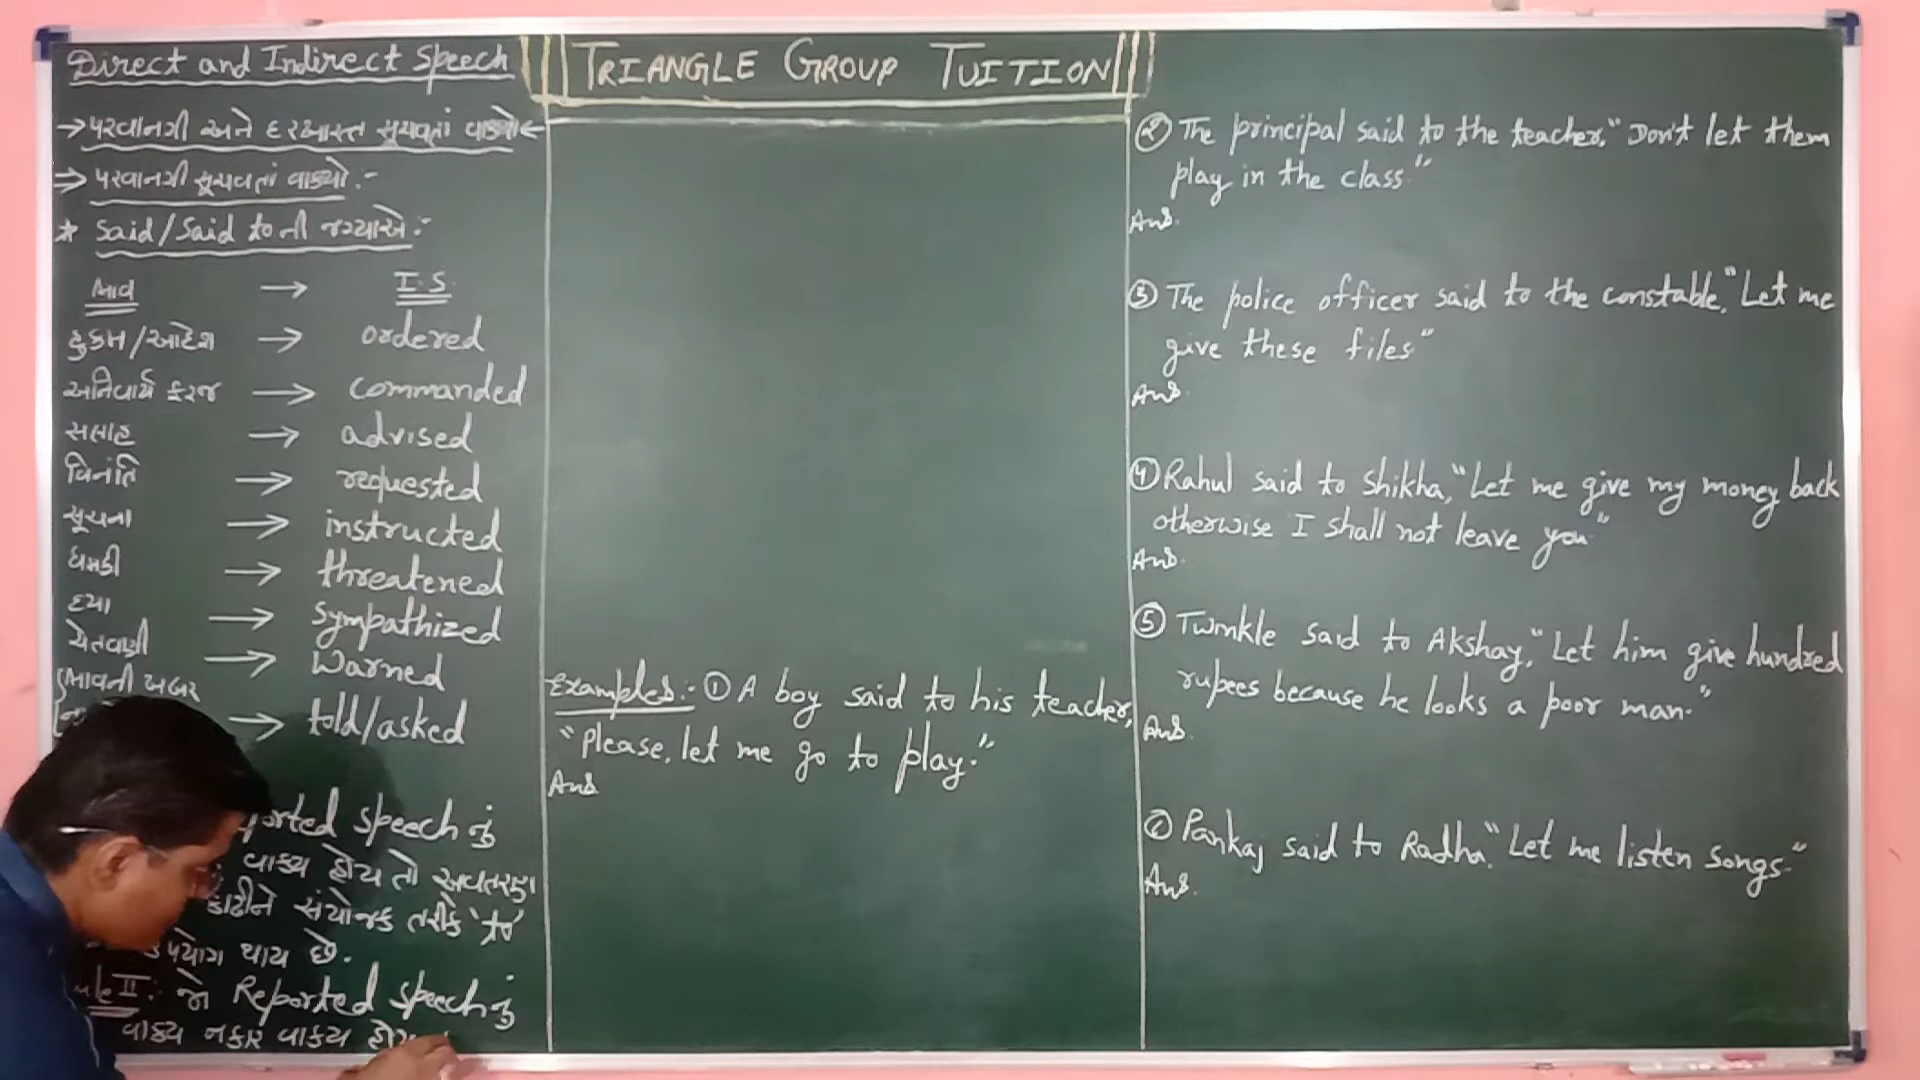 Direct and Indirect Speech
→ પરવાનગી અને દરખાસ્ત સૂચવતાં વાક્યો ←
⇒ પરવાનગી સૂચવતાં વાક્યો :-
* Said/Said to ની જગ્યાએ :-
ભાવ → I.S.
હુકમ/આદેશ → ordered
અનિવાર્ય ફરજ → commanded
સલાહ → advised
વિનંતિ → requested
સૂચના → instructed
ધમકી → threatened
દયા → sympathized
ચેતવણી → warned
ભાવની ખબર
→ told/asked
Speech નું
વાક્ય હોય તો અવતરણ
કાઢીને સંયોજક તરીકે 'to'
થાય છે.
II:- જો Reported Speech નું
વાક્ય નકાર વાક્ય
TRIANGLE GROUP TUITION
Examples:- ① A boy said to his teacher,
"Please, let me go to play."
Ans.
② The principal said to the teacher, "Don't let them
play in the class."
Ans.
③ The police officer said to the constable, "Let me
give these files"
Ans.
④ Rahul said to Shikha, "Let me give my money back
otherwise I shall not leave you"
Ans.
⑤ Twinkle said to Akshay, "Let him give hundred
rupees because he looks a poor man."
Ans.
⑥ Pankaj said to Radha, "Let me listen songs."
Ans.